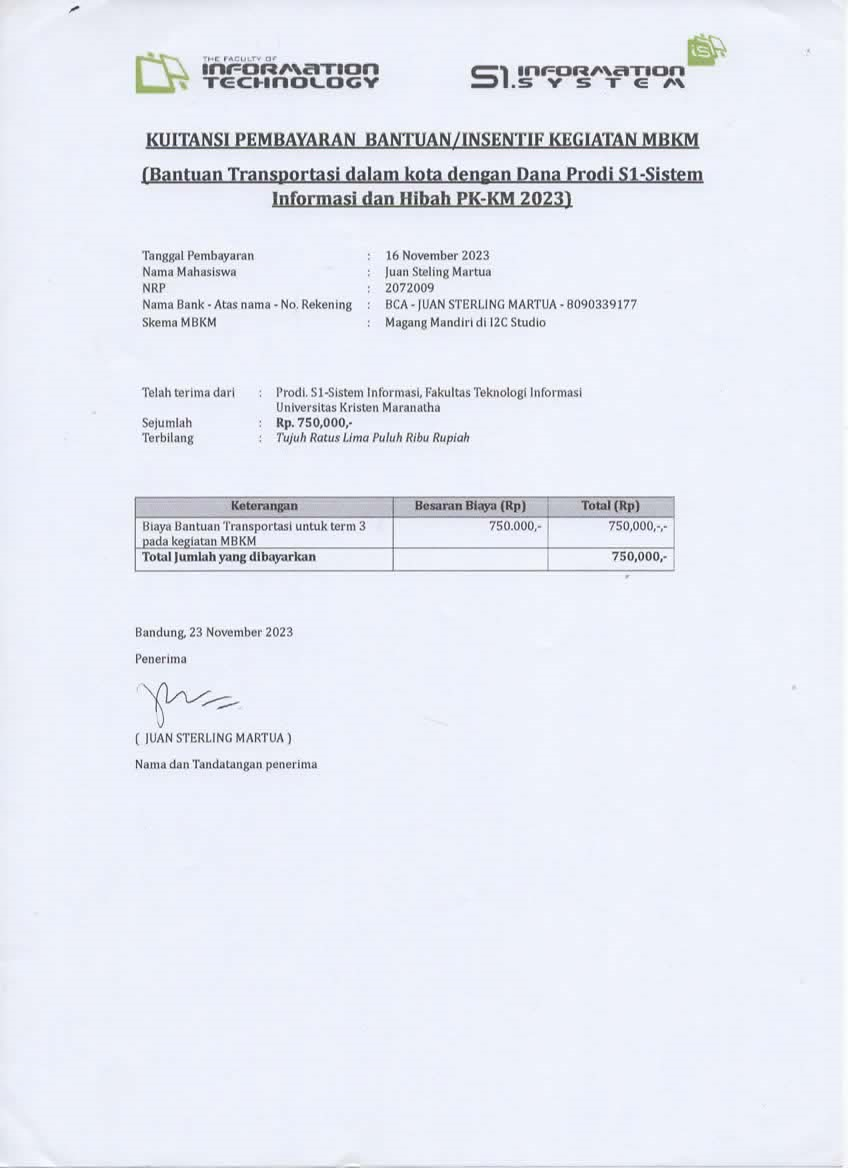 THE FACULTY OF
INFORMATION
TECHNOLOGY
S1.INFORMATION
SYSTEM
iS
KUITANSI PEMBAYARAN BANTUAN/INSENTIF KEGIATAN MBKM
(Bantuan Transportasi dalam kota dengan Dana Prodi S1-Sistem
Informasi dan Hibah PK-KM 2023)
Tanggal Pembayaran : 16 November 2023
Nama Mahasiswa : Juan Steling Martua
NRP : 2072009
Nama Bank - Atas nama - No. Rekening : BCA - JUAN STERLING MARTUA - 8090339177
Skema MBKM : Magang Mandiri di I2C Studio
Telah terima dari : Prodi. S1-Sistem Informasi, Fakultas Teknologi Informasi
Universitas Kristen Maranatha
Sejumlah : Rp. 750,000,-
Terbilang : Tujuh Ratus Lima Puluh Ribu Rupiah
Keterangan Besaran Biaya (Rp) Total (Rp)
Biaya Bantuan Transportasi untuk term 3 750.000,- 750,000,-,-
pada kegiatan MBKM
Total Jumlah yang dibayarkan 750,000,-
Bandung, 23 November 2023
Penerima
( JUAN STERLING MARTUA )
Nama dan Tandatangan penerima